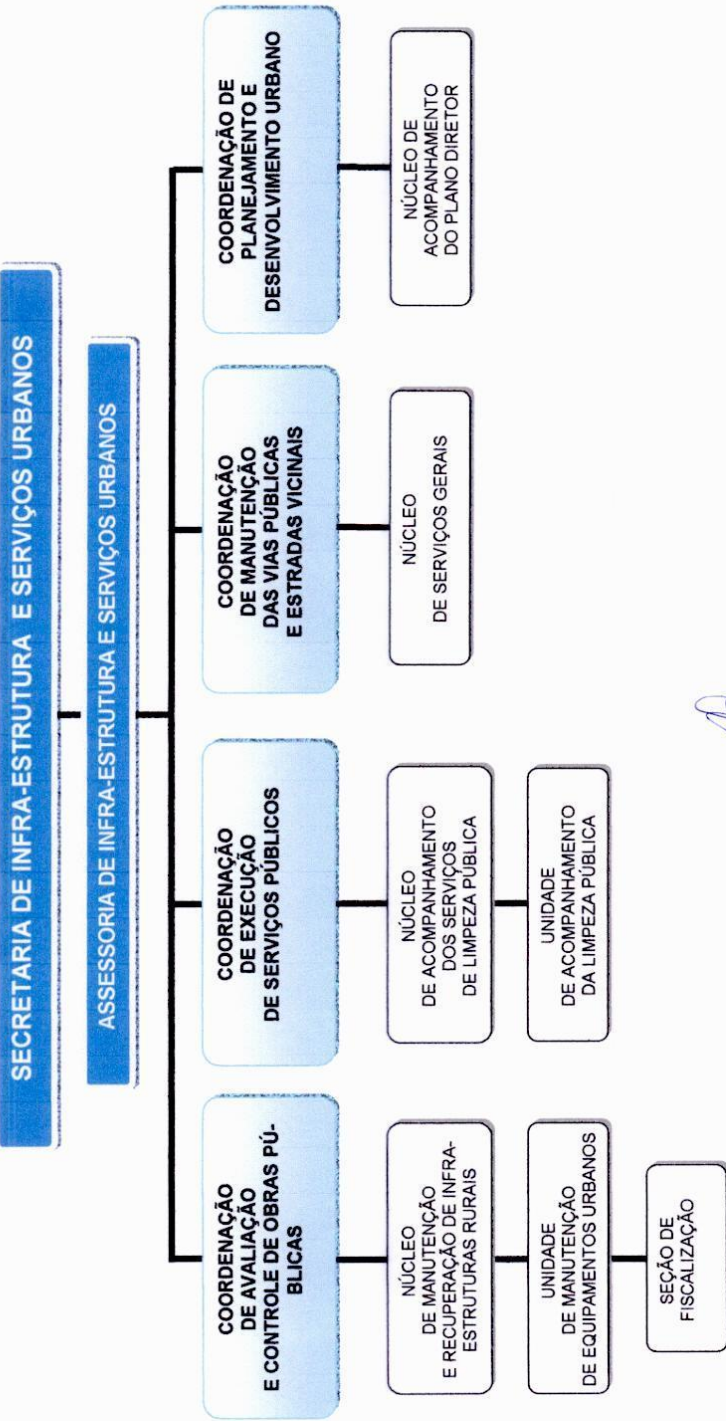 SECRETARIA DE INFRA-ESTRUTURA E SERVIÇOS URBANOS
ASSESSORIA DE INFRA-ESTRUTURA E SERVIÇOS URBANOS
COORDENAÇÃO
DE AVALIAÇÃO
E CONTROLE DE OBRAS PÚ-
BLICAS
NÚCLEO
DE MANUTENÇÃO
E RECUPERAÇÃO DE INFRA-
ESTRUTURAS RURAIS
UNIDADE
DE MANUTENÇÃO
DE EQUIPAMENTOS URBANOS
SEÇÃO DE
FISCALIZAÇÃO
COORDENAÇÃO
DE EXECUÇÃO
DE SERVIÇOS PÚBLICOS
NÚCLEO
DE ACOMPANHAMENTO
DOS SERVIÇOS
DE LIMPEZA PÚBLICA
UNIDADE
DE ACOMPANHAMENTO
DA LIMPEZA PÚBLICA
COORDENAÇÃO
DE MANUTENÇÃO
DAS VIAS PÚBLICAS
E ESTRADAS VICINAIS
NÚCLEO
DE SERVIÇOS GERAIS
COORDENAÇÃO DE
PLANEJAMENTO E
DESENVOLVIMENTO URBANO
NÚCLEO DE
ACOMPANHAMENTO
DO PLANO DIRETOR